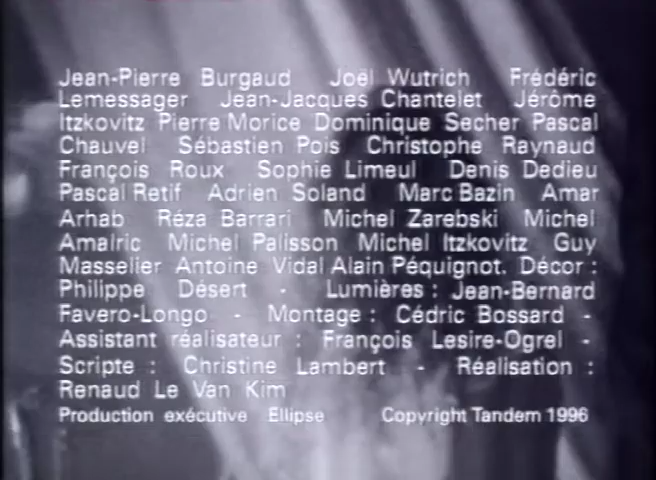 Jean-Pierre Burgaud Joël Wutrich Frédéric
Lemessager Jean-Jacques Chantelet Jérôme
Itzkovitz Pierre Morice Dominique Secher Pascal
Chauvel Sébastien Pois Christophe Raynaud
François Roux Sophie Limeul Denis Dedieu
Pascal Retif Adrien Soland Marc Bazin Amar
Arhab Réza Barrari Michel Zarebski Michel
Amalric Michel Palisson Michel Itzkovitz Guy
Masselier Antoine Vidal Alain Péquignot. Décor :
Philippe Désert - Lumières : Jean-Bernard
Favero-Longo - Montage : Cédric Bossard -
Assistant réalisateur : François Lesire-Ogrel -
Scripte : Christine Lambert - Réalisation :
Renaud Le Van Kim
Production exécutive Ellipse Copyright Tandem 1996